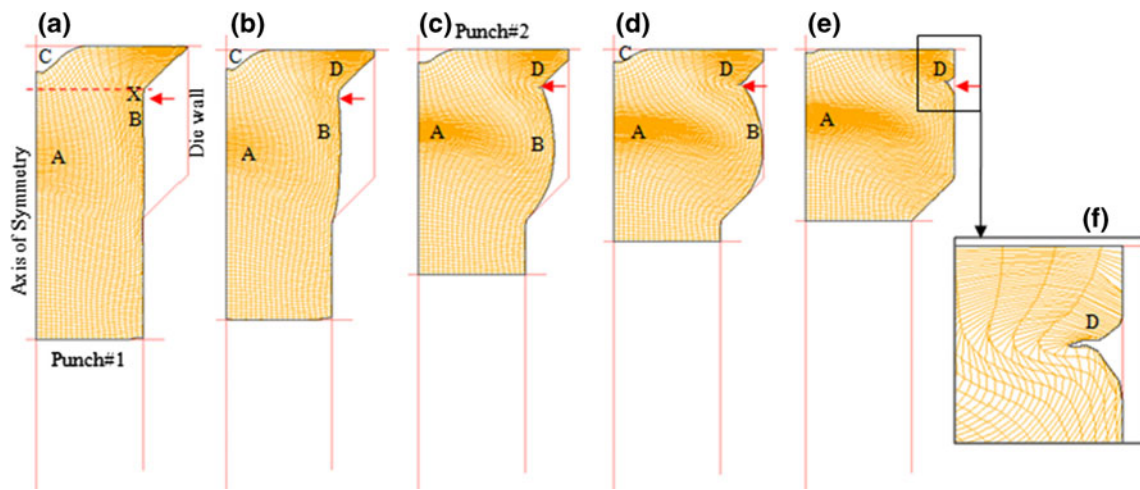 (a)
(b)
(c)
(d)
(e)
Punch#2
C
C
C
D
D
D
D
X
B
B
B
B
A
A
A
A
A
Die wall
Axis of Symmetry
Punch#1
(f)
D